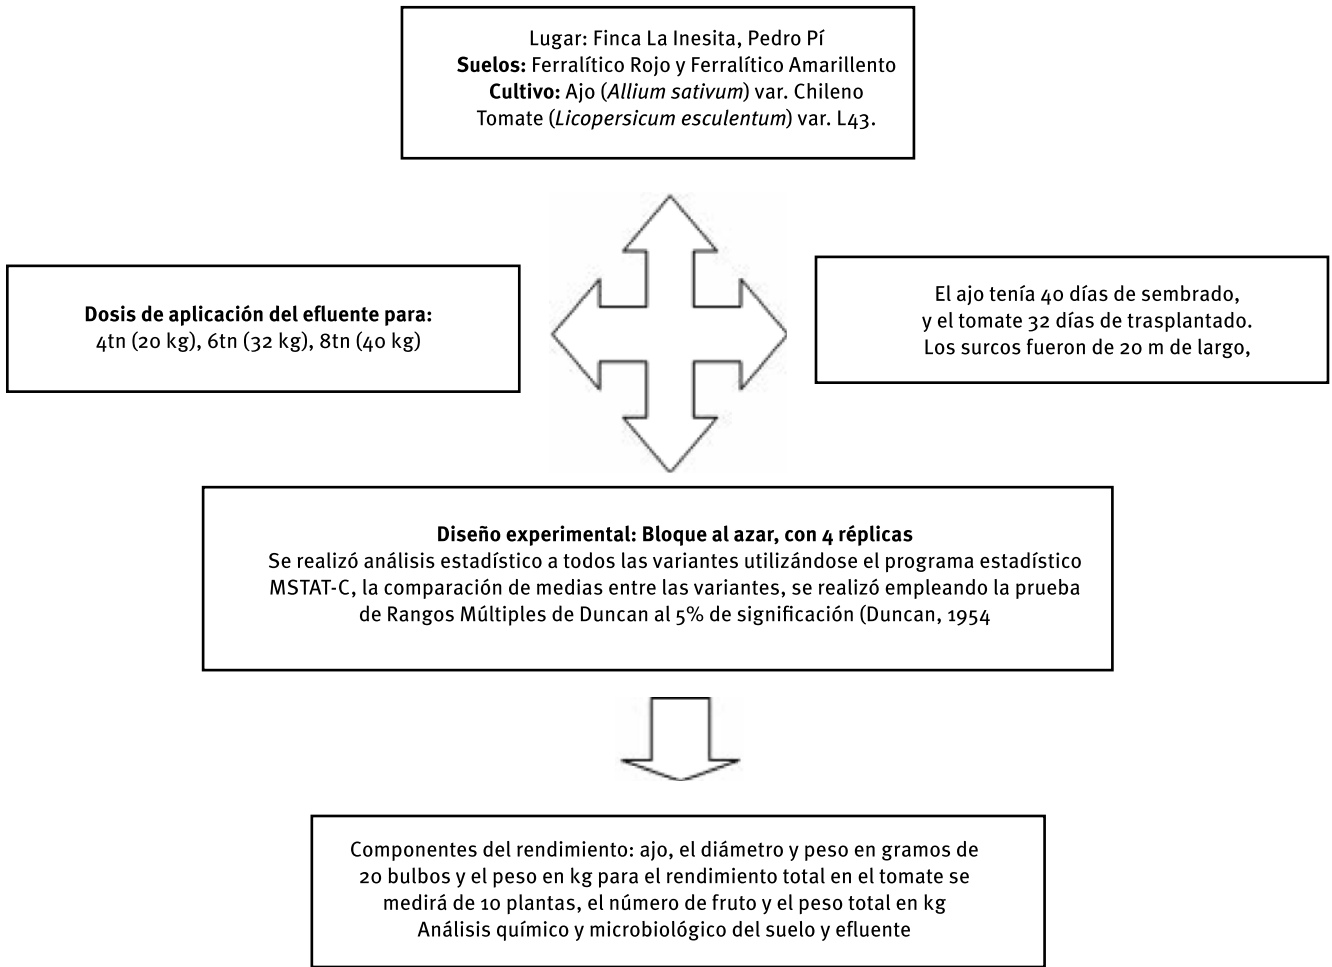 Lugar: Finca La Inesita, Pedro Pí
Suelos: Ferralítico Rojo y Ferralítico Amarillento
Cultivo: Ajo (Allium sativum) var. Chileno
Tomate (Licopersicum esculentum) var. L43.
Dosis de aplicación del efluente para:
4tn (20 kg), 6tn (32 kg), 8tn (40 kg)
El ajo tenía 40 días de sembrado,
y el tomate 32 días de trasplantado.
Los surcos fueron de 20 m de largo,
Diseño experimental: Bloque al azar, con 4 réplicas
Se realizó análisis estadístico a todos las variantes utilizándose el programa estadístico
MSTAT-C, la comparación de medias entre las variantes, se realizó empleando la prueba
de Rangos Múltiples de Duncan al 5% de significación (Duncan, 1954
Componentes del rendimiento: ajo, el diámetro y peso en gramos de
20 bulbos y el peso en kg para el rendimiento total en el tomate se
medirá de 10 plantas, el número de fruto y el peso total en kg
Análisis químico y microbiológico del suelo y efluente